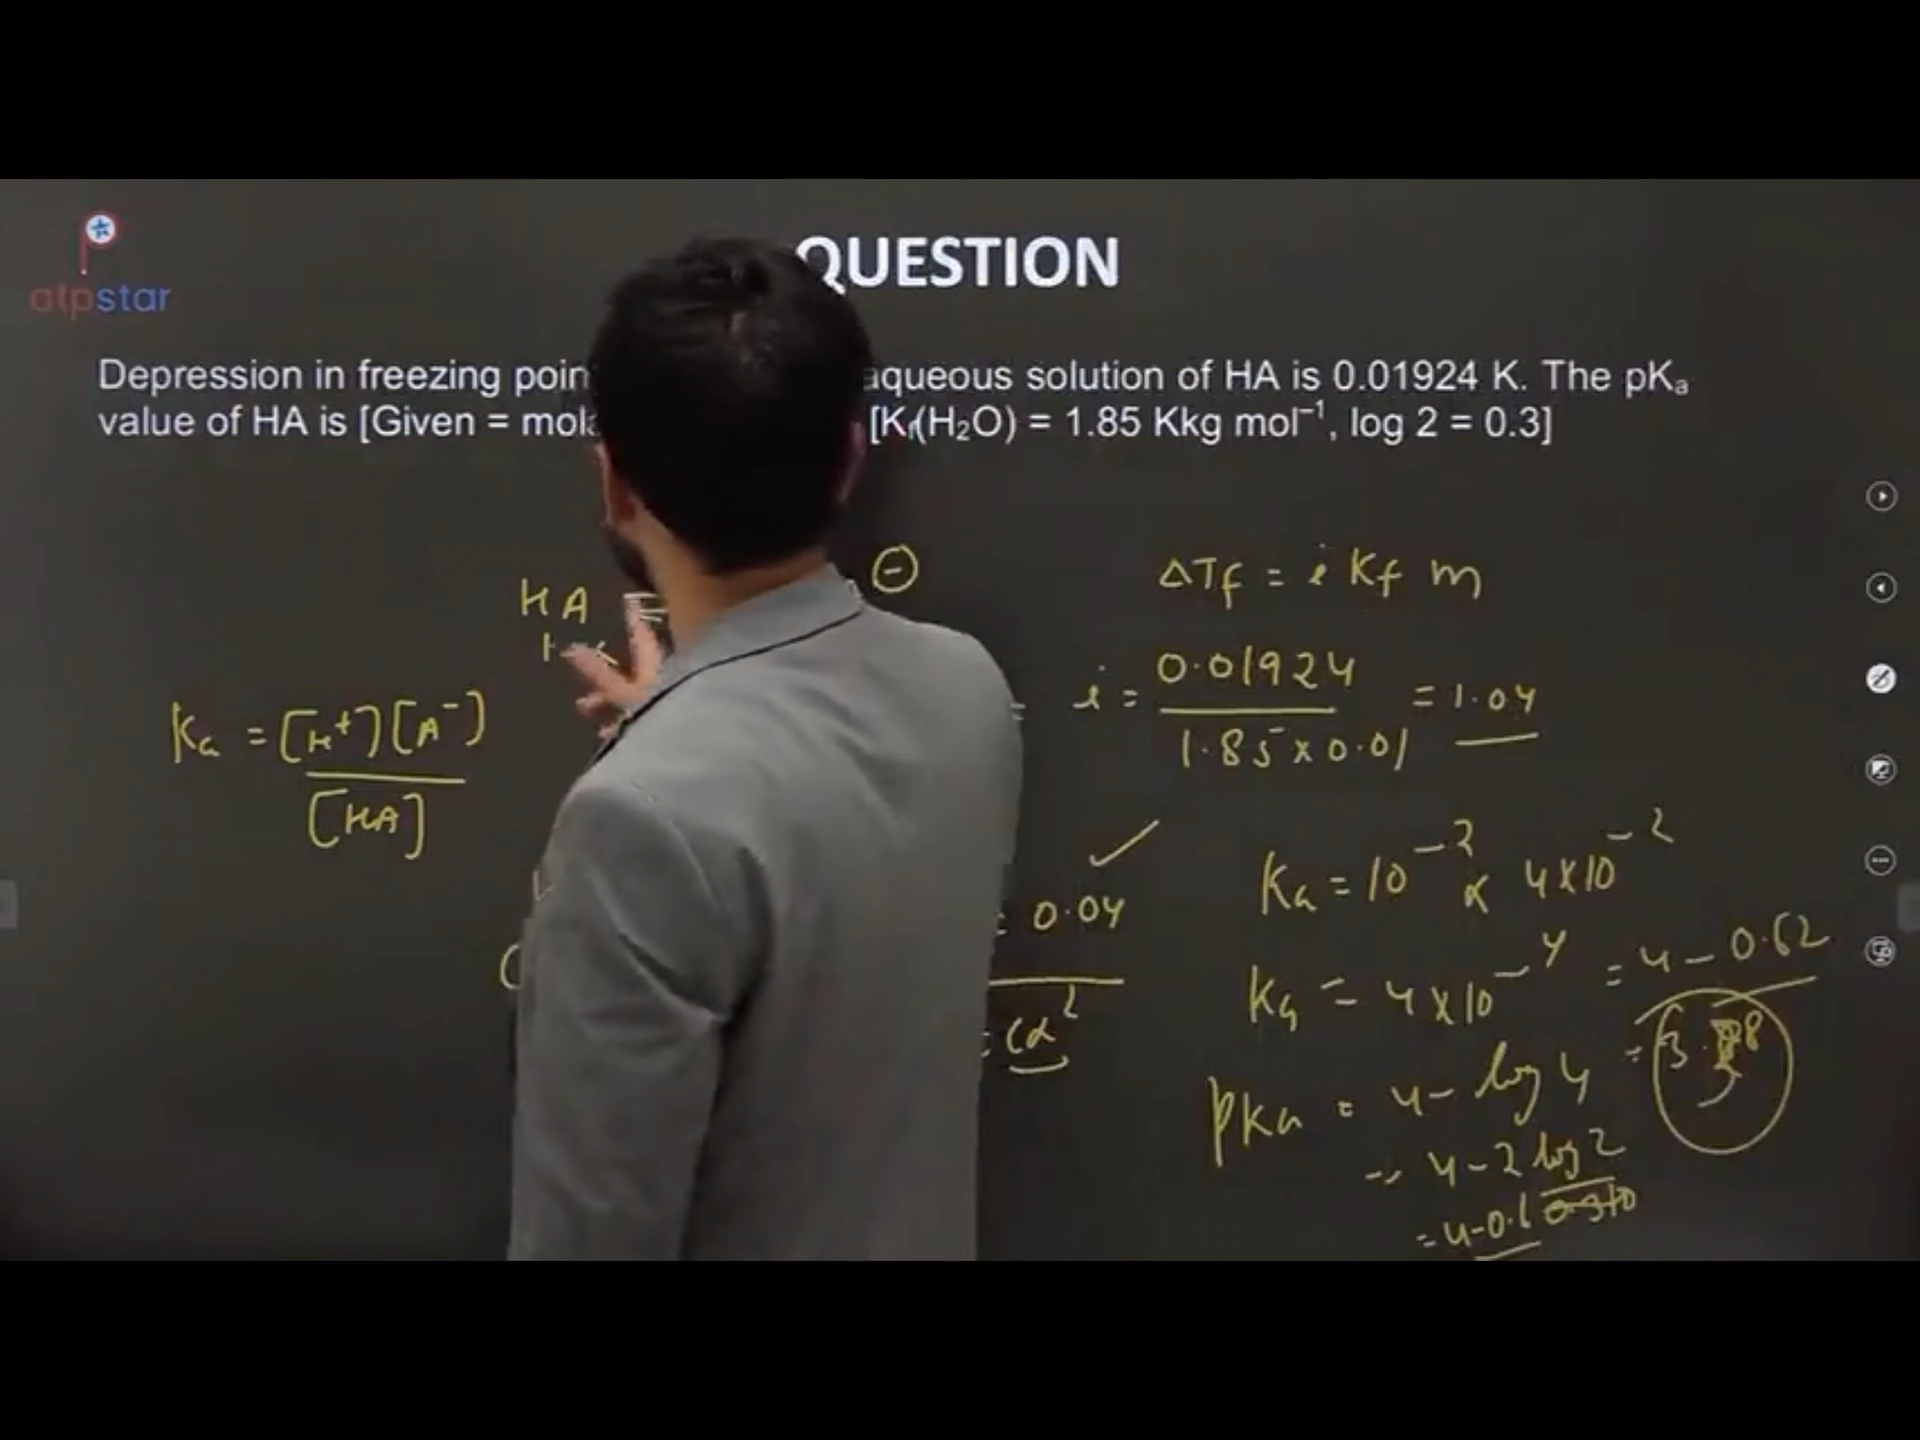 atpstar
QUESTION
Depression in freezing poin aqueous solution of HA is 0.01924 K. The pKₐ
value of HA is [Given = mola [K_f(H₂O) = 1.85 Kkg mol⁻¹, log 2 = 0.3]
HA ⊖
ΔTf = i Kf m
i = 0.01924 / 1.85 × 0.01 = 1.04
Ka = [H⁺][A⁻] / [HA]
= 0.04 ✓
= Cα²
Ka = 10⁻² × 4×10⁻²
Ka = 4×10⁻⁴ = 4 - 0.62
pKa = 4 - log 4 = 3.
= 4 - 2 log 2
= 4 - 0.6